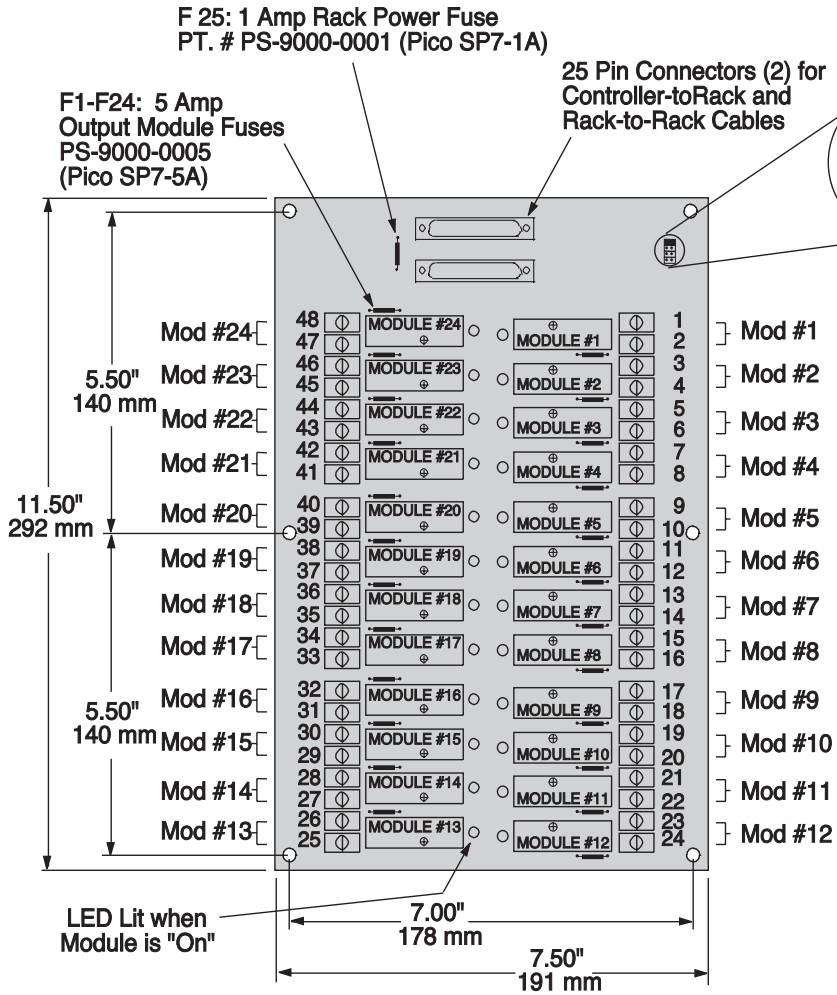 F 25: 1 Amp Rack Power Fuse
PT. # PS-9000-0001 (Pico SP7-1A)
25 Pin Connectors (2) for
Controller-toRack and
Rack-to-Rack Cables
F1-F24: 5 Amp
Output Module Fuses
PS-9000-0005
(Pico SP7-5A)
Mod #24 48 MODULE #24 MODULE #1 1 Mod #1
47 2
Mod #23 46 MODULE #23 MODULE #2 3 Mod #2
45 4
5.50"
140 mm
Mod #22 44 MODULE #22 MODULE #3 5 Mod #3
43 6
Mod #21 42 MODULE #21 MODULE #4 7 Mod #4
41 8
11.50"
292 mm
Mod #20 40 MODULE #20 MODULE #5 9 Mod #5
39 10
Mod #19 38 MODULE #19 MODULE #6 11 Mod #6
37 12
Mod #18 36 MODULE #18 MODULE #7 13 Mod #7
35 14
Mod #17 34 MODULE #17 MODULE #8 15 Mod #8
33 16
Mod #16 32 MODULE #16 MODULE #9 17 Mod #9
31 18
5.50"
140 mm
Mod #15 30 MODULE #15 MODULE #10 19 Mod #10
29 20
Mod #14 28 MODULE #14 MODULE #11 21 Mod #11
27 22
Mod #13 26 MODULE #13 MODULE #12 23 Mod #12
25 24
LED Lit when
Module is "On"
7.00"
178 mm
7.50"
191 mm